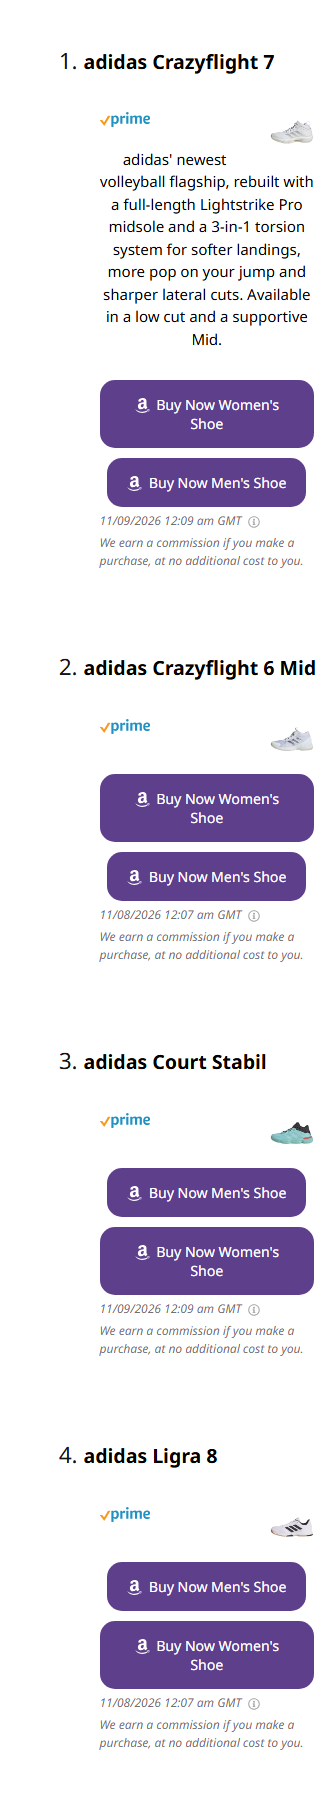 1. adidas Crazyflight 7
prime
adidas' newest
volleyball flagship, rebuilt with
a full-length Lightstrike Pro
midsole and a 3-in-1 torsion
system for softer landings,
more pop on your jump and
sharper lateral cuts. Available
in a low cut and a supportive
Mid.
Buy Now Women's
Shoe
Buy Now Men's Shoe
11/09/2026 12:09 am GMT
We earn a commission if you make a
purchase, at no additional cost to you.
2. adidas Crazyflight 6 Mid
prime
Buy Now Women's
Shoe
Buy Now Men's Shoe
11/08/2026 12:07 am GMT
We earn a commission if you make a
purchase, at no additional cost to you.
3. adidas Court Stabil
prime
Buy Now Men's Shoe
Buy Now Women's
Shoe
11/09/2026 12:09 am GMT
We earn a commission if you make a
purchase, at no additional cost to you.
4. adidas Ligra 8
prime
Buy Now Men's Shoe
Buy Now Women's
Shoe
11/08/2026 12:07 am GMT
We earn a commission if you make a
purchase, at no additional cost to you.